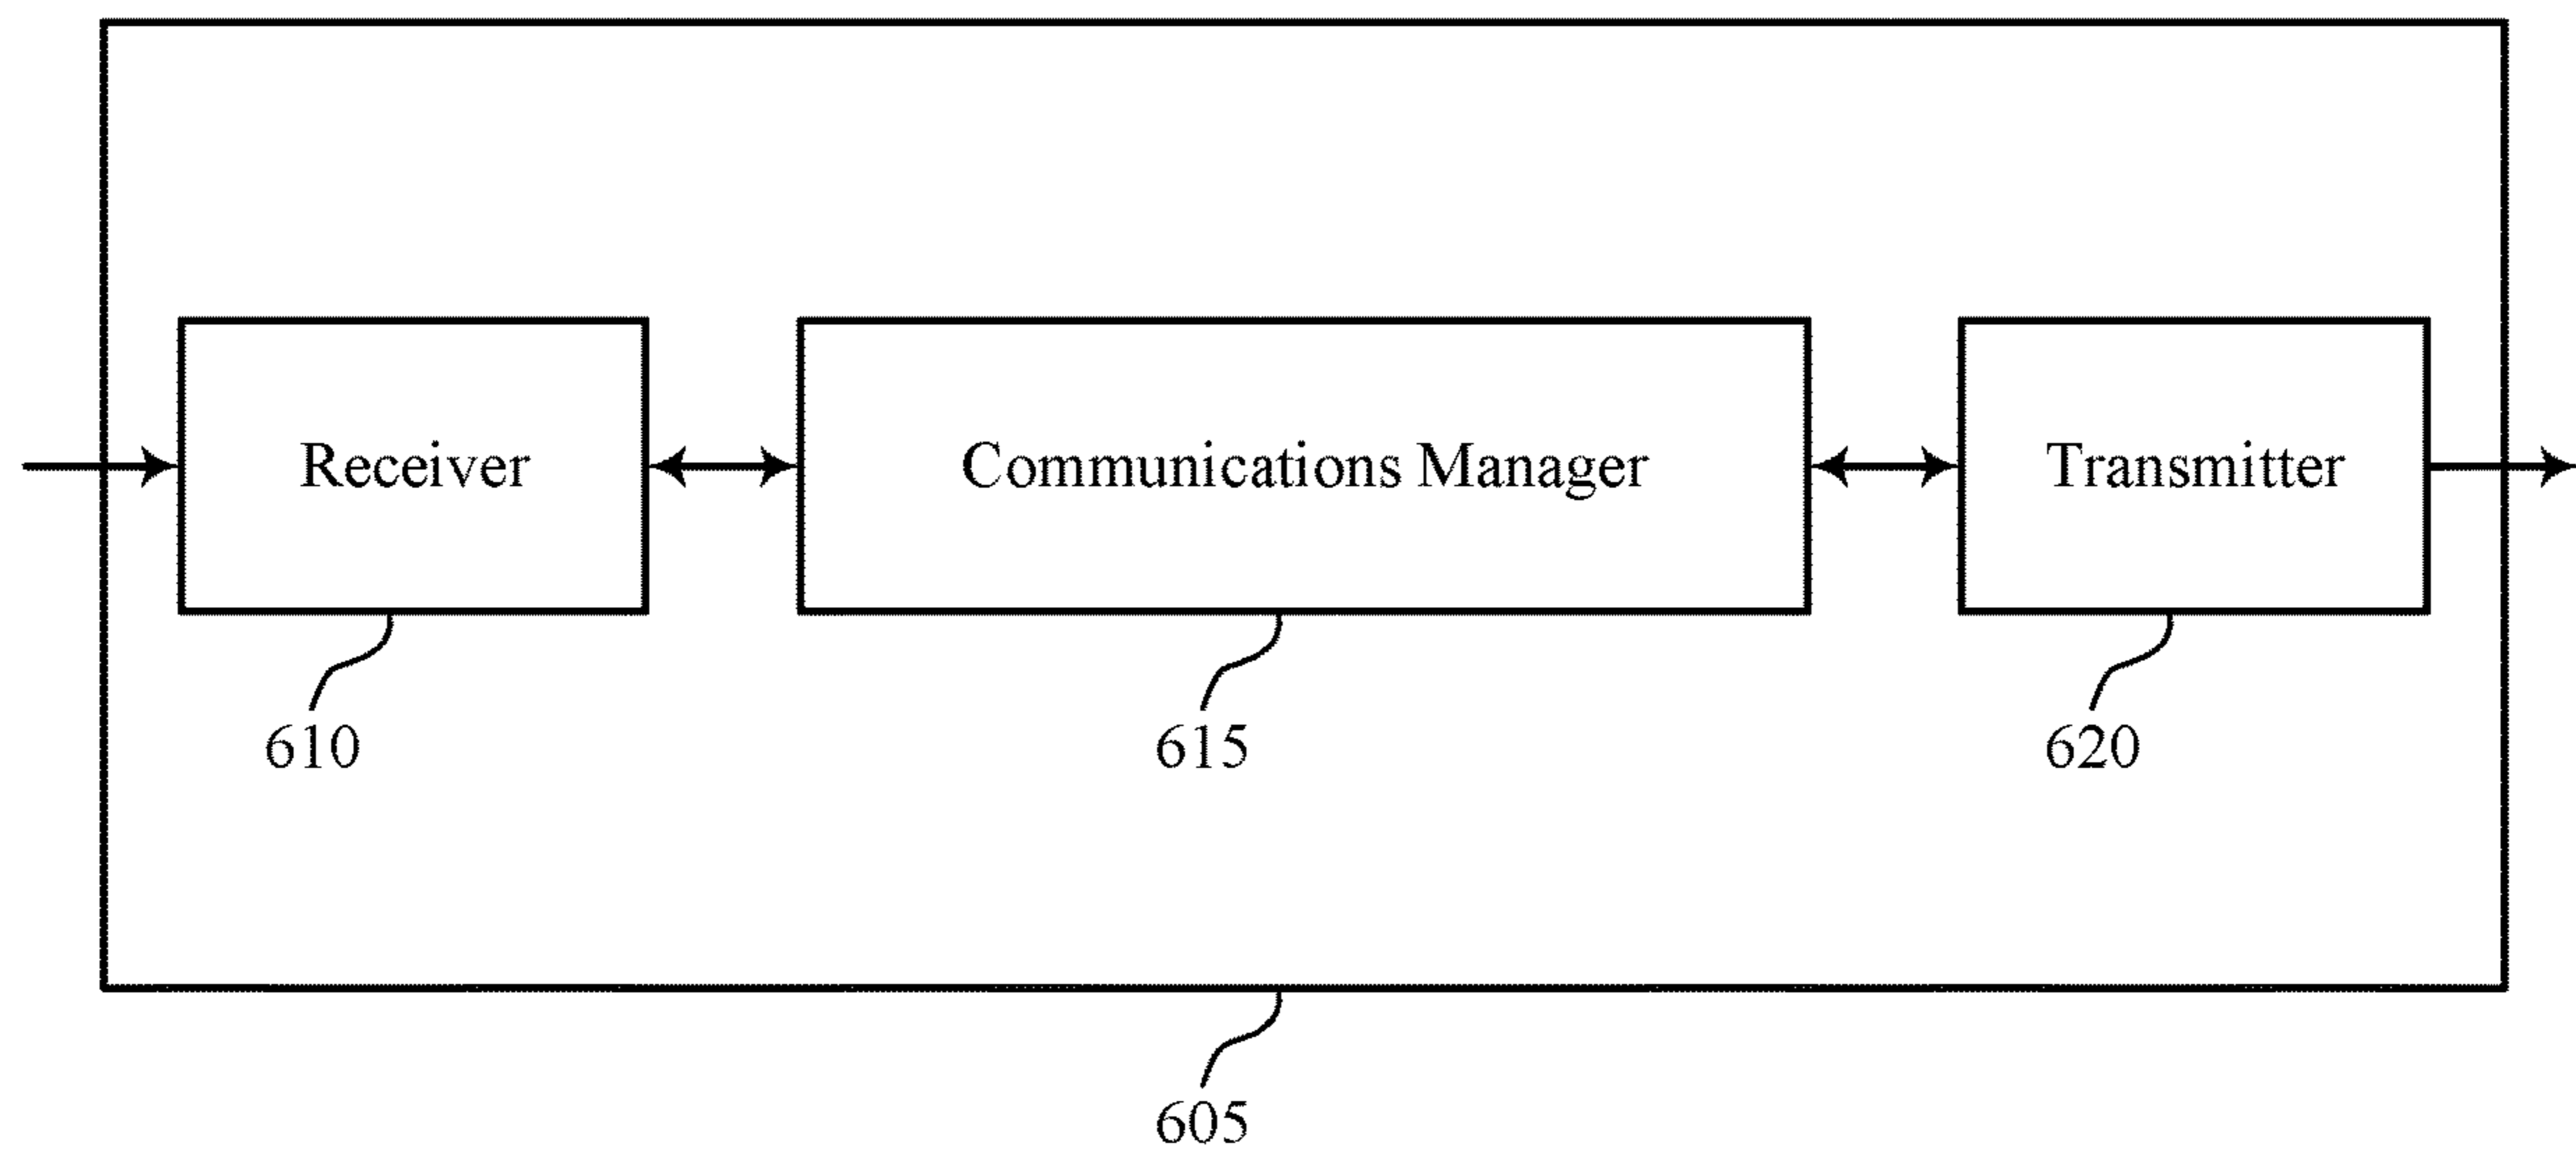 Receiver
Communications Manager
Transmitter
610
615
620
605